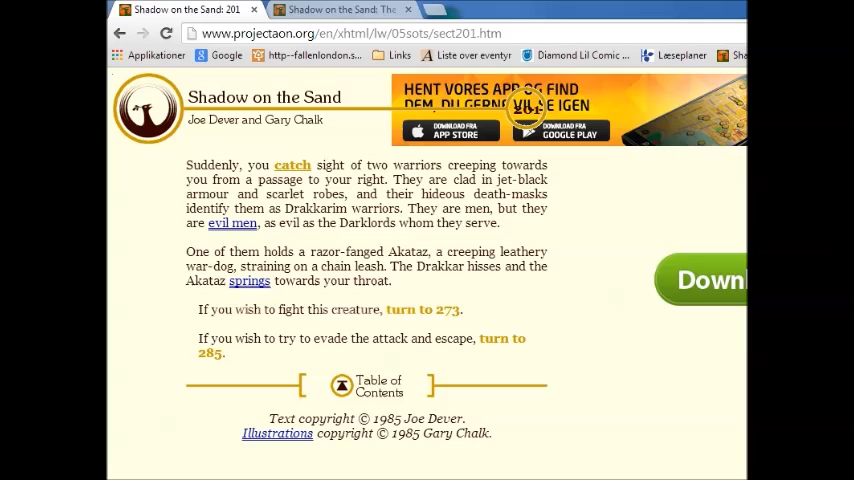 Shadow on the Sand: 201
Shadow on the Sand: The
www.projectaon.org/en/xhtml/lw/05sots/sect201.htm
Applikationer
Google
http--fallenlondon.s...
Links
Liste over eventyr
Diamond Lil Comic ...
Læseplaner
Sha
Shadow on the Sand
Joe Dever and Gary Chalk
HENT VORES APP OG FIND
DEM, DU GERNE VIL SE IGEN
201
DOWNLOAD FRA
APP STORE
DOWNLOAD FRA
GOOGLE PLAY
Suddenly, you catch sight of two warriors creeping towards
you from a passage to your right. They are clad in jet-black
armour and scarlet robes, and their hideous death-masks
identify them as Drakkarim warriors. They are men, but they
are evil men, as evil as the Darklords whom they serve.
One of them holds a razor-fanged Akataz, a creeping leathery
war-dog, straining on a chain leash. The Drakkar hisses and the
Akataz springs towards your throat.
If you wish to fight this creature, turn to 273.
If you wish to try to evade the attack and escape, turn to
285.
Table of
Contents
Text copyright © 1985 Joe Dever.
Illustrations copyright © 1985 Gary Chalk.
Downl